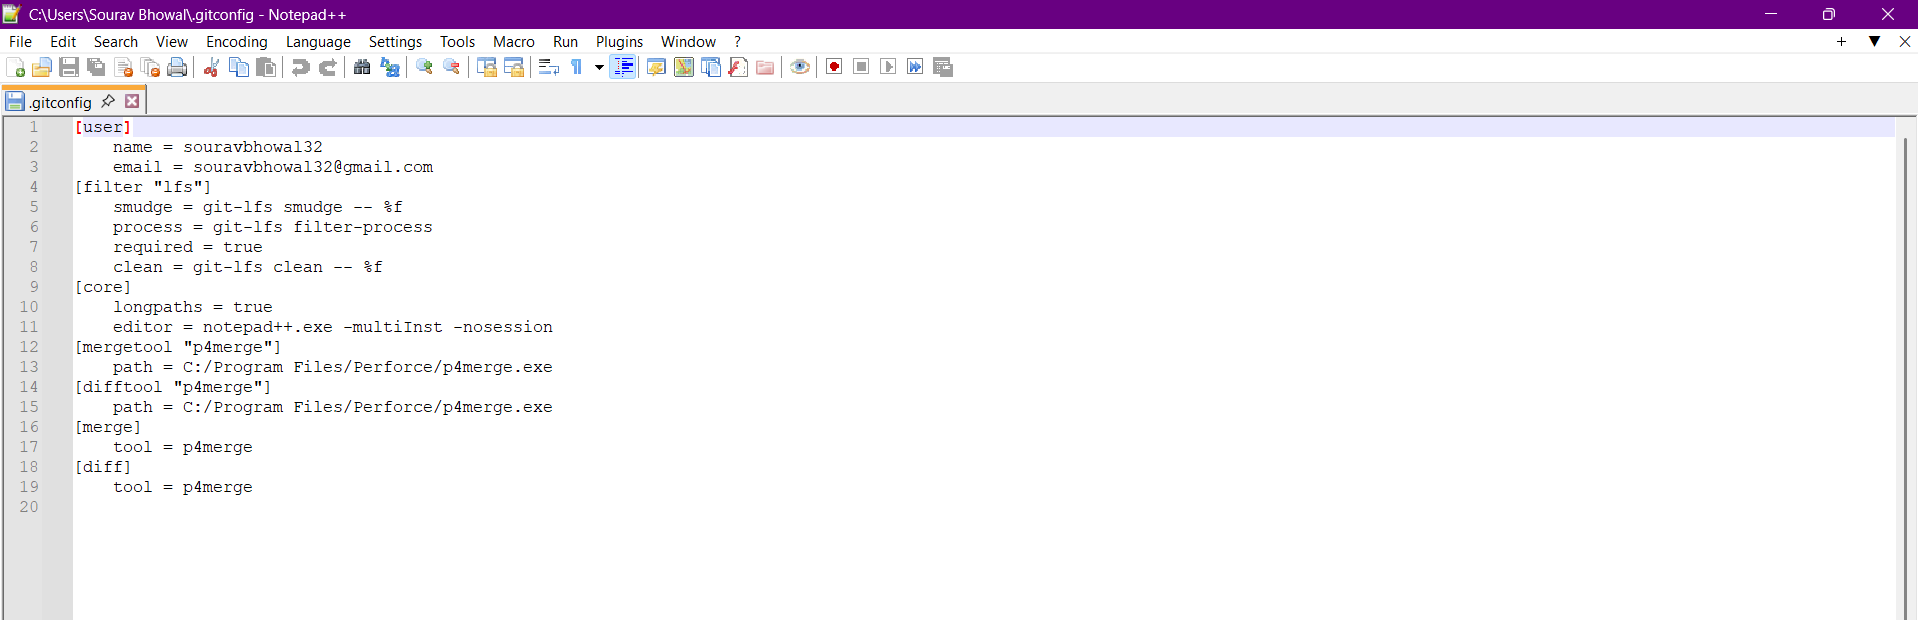 C:\Users\Sourav Bhowal\.gitconfig - Notepad++
File Edit Search View Encoding Language Settings Tools Macro Run Plugins Window ?
.gitconfig
1 [user]
2 name = souravbhowal32
3 email = souravbhowal32@gmail.com
4 [filter "lfs"]
5 smudge = git-lfs smudge -- %f
6 process = git-lfs filter-process
7 required = true
8 clean = git-lfs clean -- %f
9 [core]
10 longpaths = true
11 editor = notepad++.exe -multiInst -nosession
12 [mergetool "p4merge"]
13 path = C:/Program Files/Perforce/p4merge.exe
14 [difftool "p4merge"]
15 path = C:/Program Files/Perforce/p4merge.exe
16 [merge]
17 tool = p4merge
18 [diff]
19 tool = p4merge
20